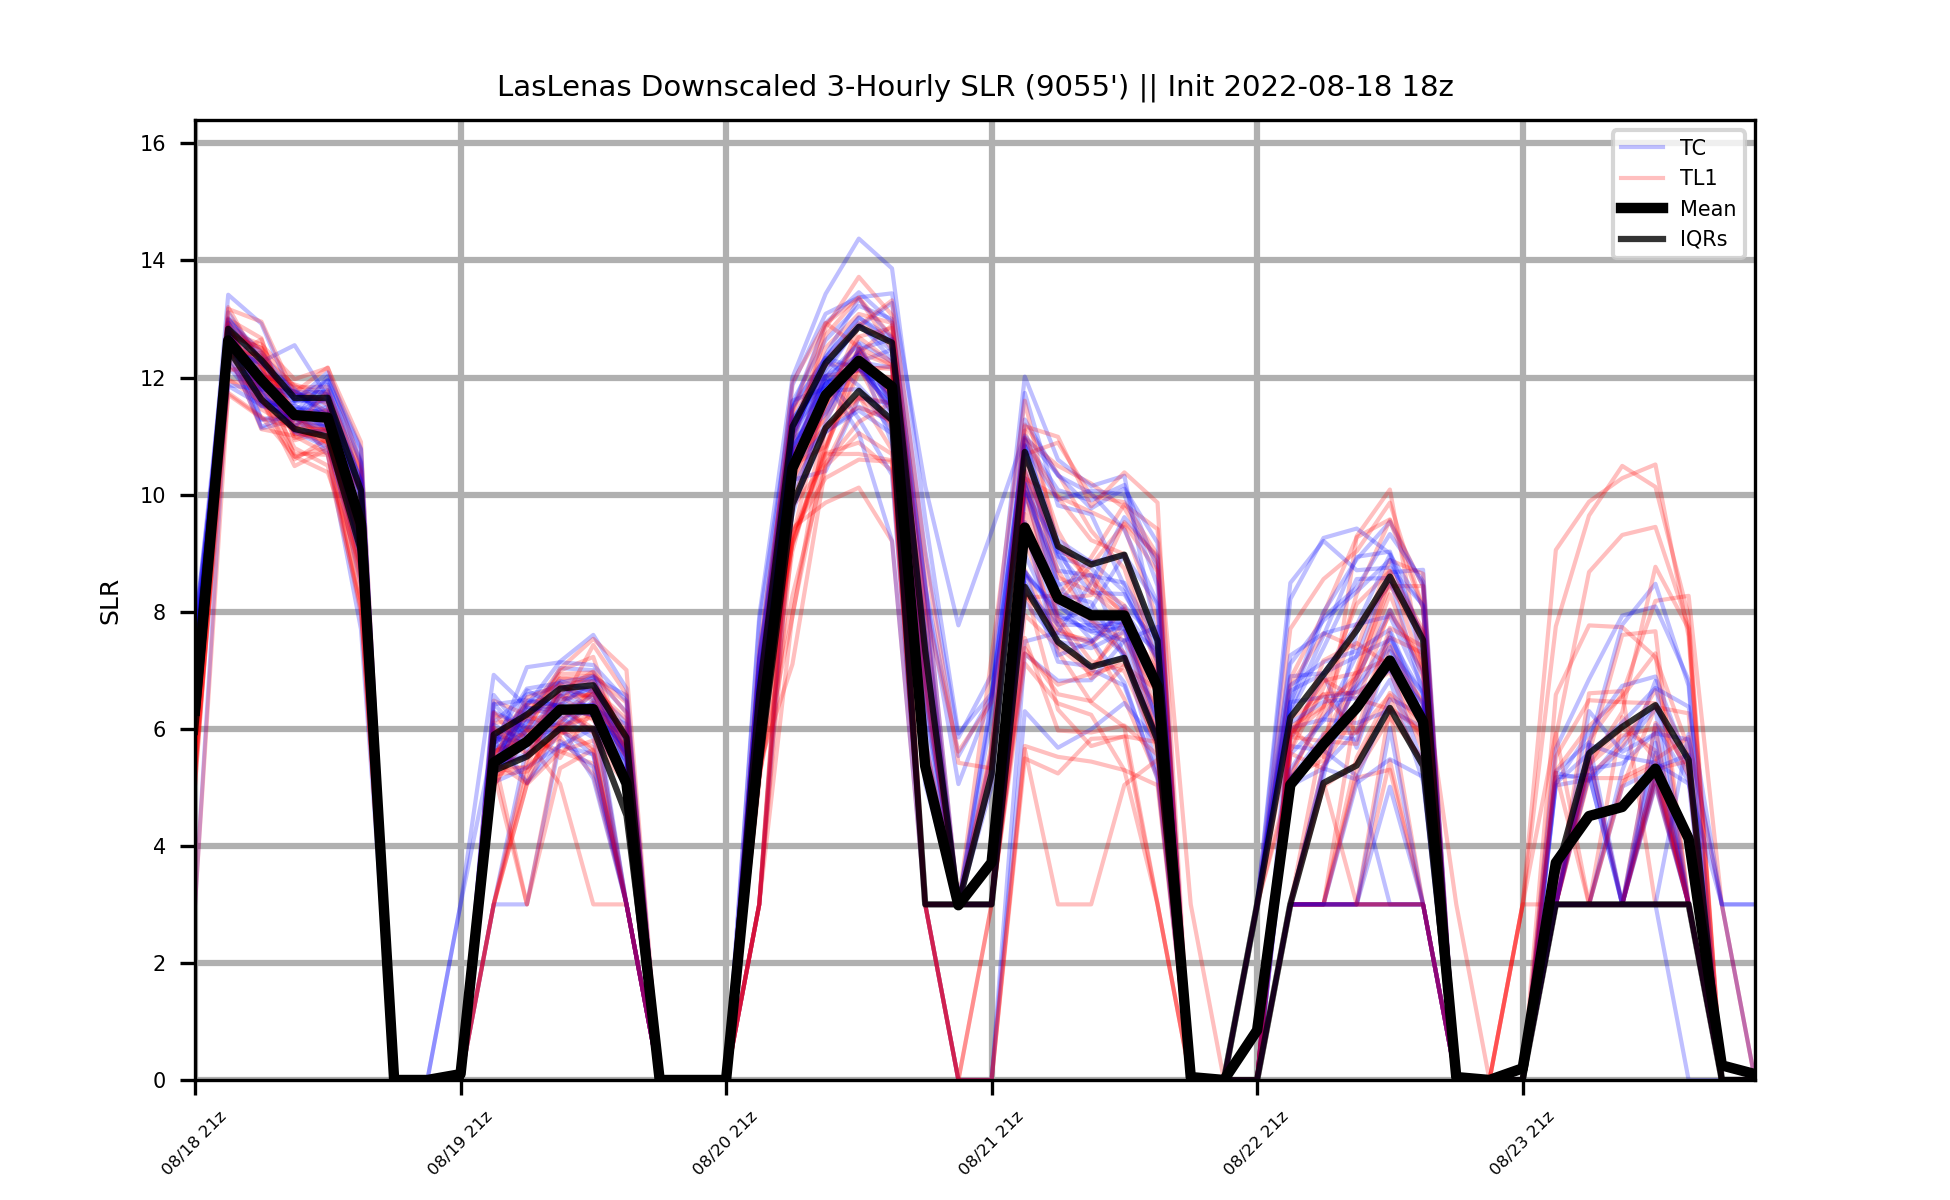 LasLenas Downscaled 3-Hourly SLR (9055') || Init 2022-08-18 18z
SLR
16
14
12
10
8
6
4
2
0
TC
TL1
Mean
IQRs
08/18 21z
08/19 21z
08/20 21z
08/21 21z
08/22 21z
08/23 21z